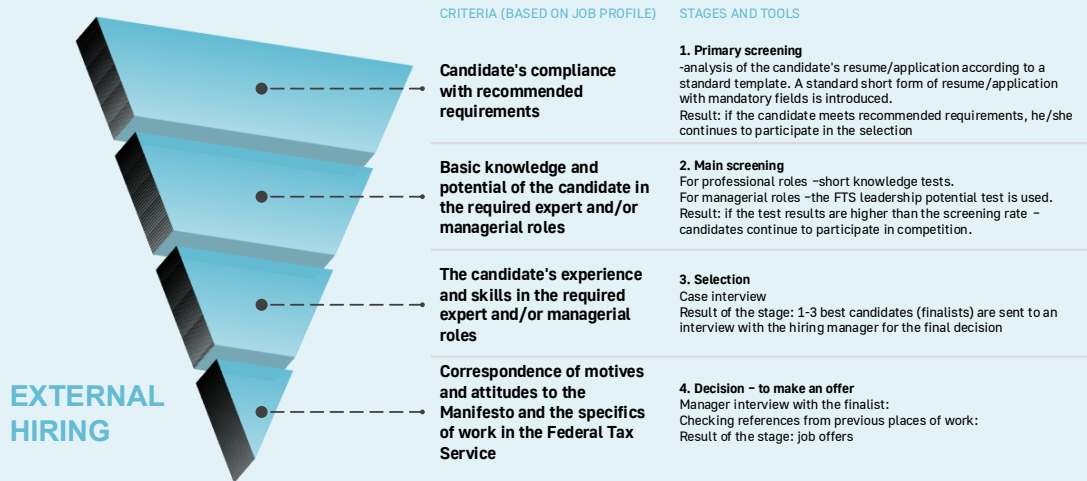 CRITERIA (BASED ON JOB PROFILE)
STAGES AND TOOLS
Candidate's compliance
with recommended
requirements
1. Primary screening
-analysis of the candidate's resume/application according to a
standard template. A standard short form of resume/application
with mandatory fields is introduced.
Result: if the candidate meets recommended requirements, he/she
continues to participate in the selection
Basic knowledge and
potential of the candidate in
the required expert and/or
managerial roles
2. Main screening
For professional roles –short knowledge tests.
For managerial roles –the FTS leadership potential test is used.
Result: if the test results are higher than the screening rate –
candidates continue to participate in competition.
The candidate's experience
and skills in the required
expert and/or managerial
roles
3. Selection
Case interview
Result of the stage: 1-3 best candidates (finalists) are sent to an
interview with the hiring manager for the final decision
Correspondence of motives
and attitudes to the
Manifesto and the specifics
of work in the Federal Tax
Service
4. Decision – to make an offer
Manager interview with the finalist:
Checking references from previous places of work:
Result of the stage: job offers
EXTERNAL
HIRING